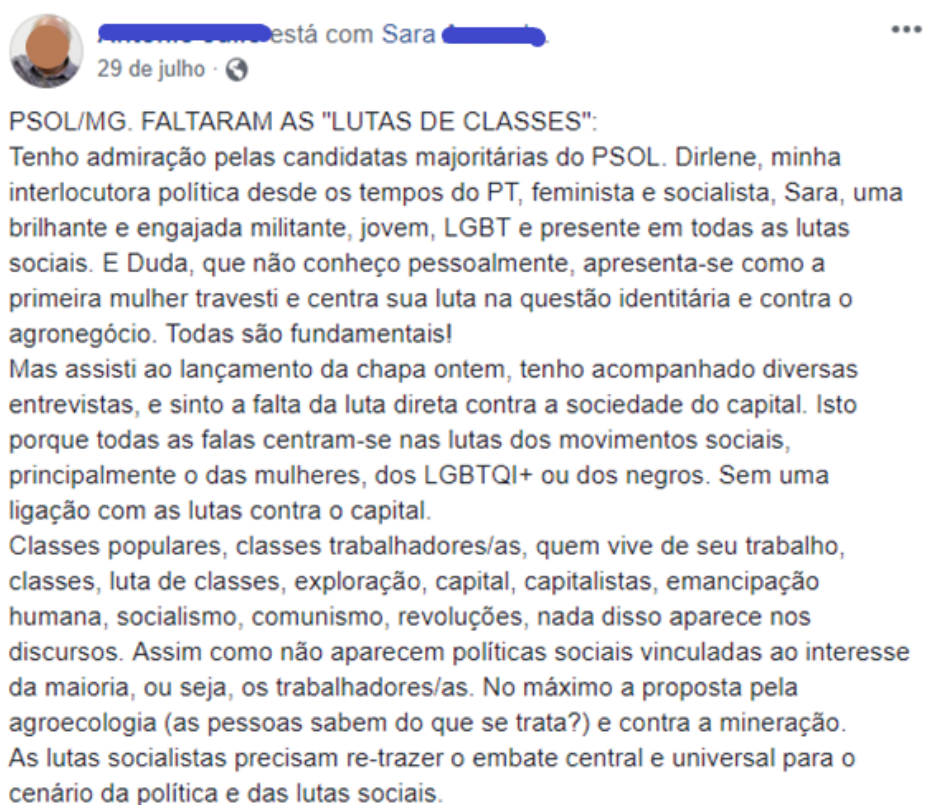 está com Sara
29 de julho ·
PSOL/MG. FALTARAM AS "LUTAS DE CLASSES":
Tenho admiração pelas candidatas majoritárias do PSOL. Dirlene, minha
interlocutora política desde os tempos do PT, feminista e socialista, Sara, uma
brilhante e engajada militante, jovem, LGBT e presente em todas as lutas
sociais. E Duda, que não conheço pessoalmente, apresenta-se como a
primeira mulher travesti e centra sua luta na questão identitária e contra o
agronegócio. Todas são fundamentais!
Mas assisti ao lançamento da chapa ontem, tenho acompanhado diversas
entrevistas, e sinto a falta da luta direta contra a sociedade do capital. Isto
porque todas as falas centram-se nas lutas dos movimentos sociais,
principalmente o das mulheres, dos LGBTQI+ ou dos negros. Sem uma
ligação com as lutas contra o capital.
Classes populares, classes trabalhadores/as, quem vive de seu trabalho,
classes, luta de classes, exploração, capital, capitalistas, emancipação
humana, socialismo, comunismo, revoluções, nada disso aparece nos
discursos. Assim como não aparecem políticas sociais vinculadas ao interesse
da maioria, ou seja, os trabalhadores/as. No máximo a proposta pela
agroecologia (as pessoas sabem do que se trata?) e contra a mineração.
As lutas socialistas precisam re-trazer o embate central e universal para o
cenário da política e das lutas sociais.